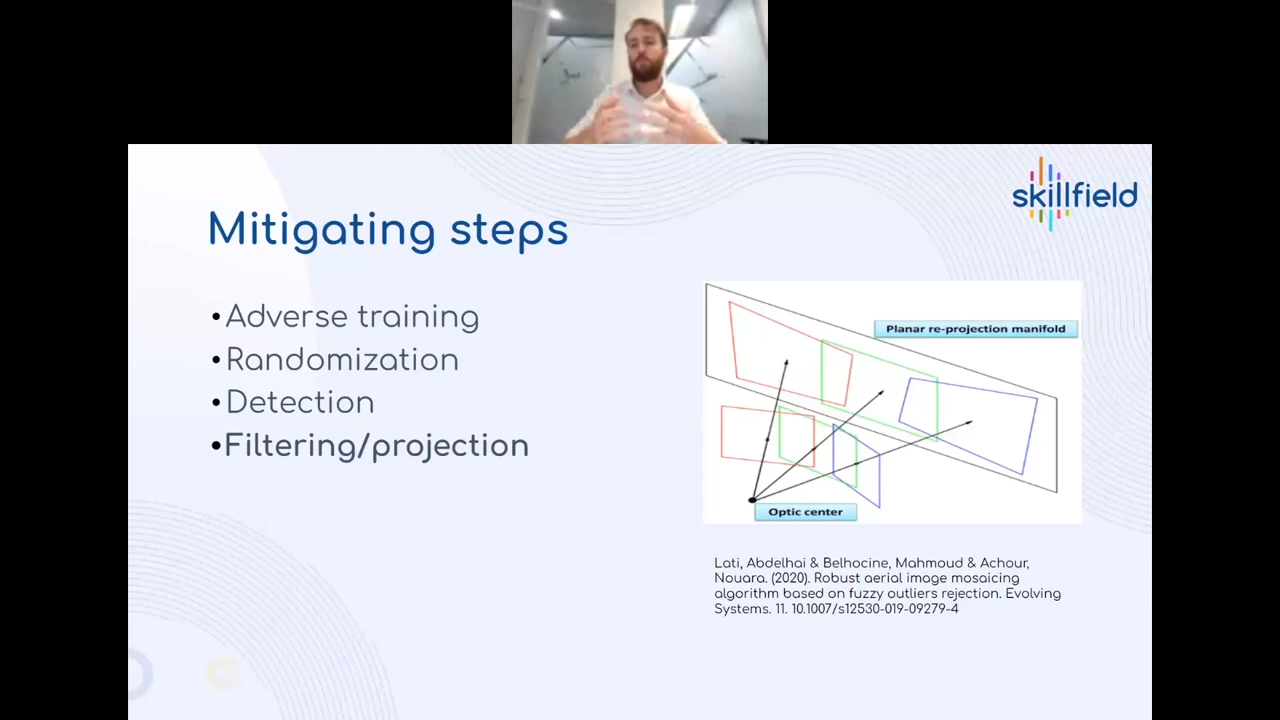 skillfield
Mitigating steps
•Adverse training
•Randomization
•Detection
•Filtering/projection
Planar re-projection manifold
Optic center
Lati, Abdelhai & Belhocine, Mahmoud & Achour,
Nouara. (2020). Robust aerial image mosaicing
algorithm based on fuzzy outliers rejection. Evolving
Systems. 11. 10.1007/s12530-019-09279-4